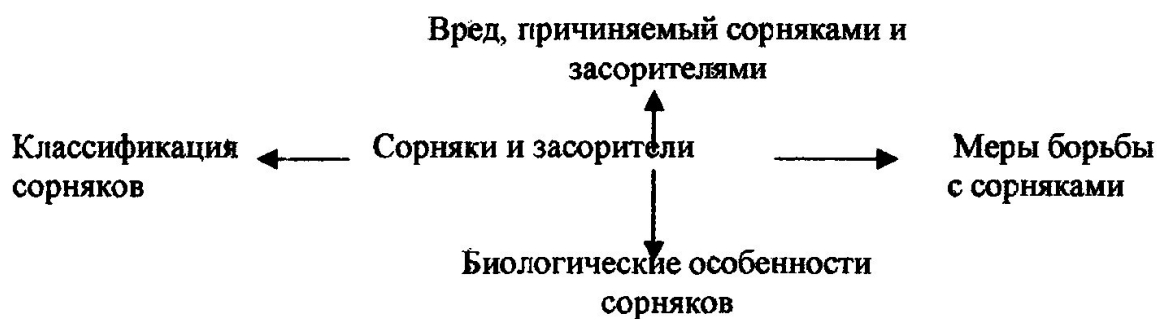 Вред, причиняемый сорняками и
засорителями
Классификация
сорняков
Сорняки и засорители
Меры борьбы
с сорняками
Биологические особенности
сорняков